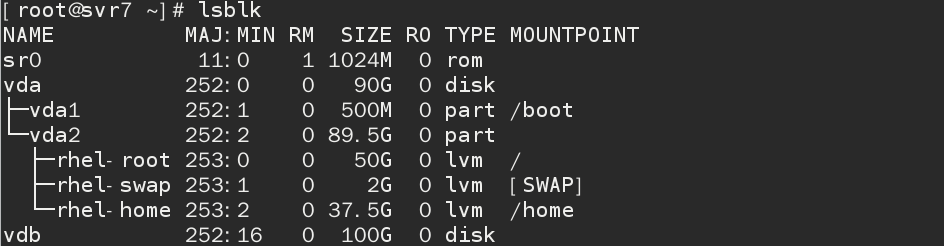 [root@svr7 ~]# lsblk
NAME          MAJ:MIN RM  SIZE RO TYPE MOUNTPOINT
sr0            11:0    1 1024M  0 rom
vda           252:0    0   90G  0 disk
├─vda1        252:1    0  500M  0 part /boot
└─vda2        252:2    0 89.5G  0 part
  ├─rhel-root 253:0    0   50G  0 lvm  /
  ├─rhel-swap 253:1    0    2G  0 lvm  [SWAP]
  └─rhel-home 253:2    0 37.5G  0 lvm  /home
vdb           252:16   0  100G  0 disk